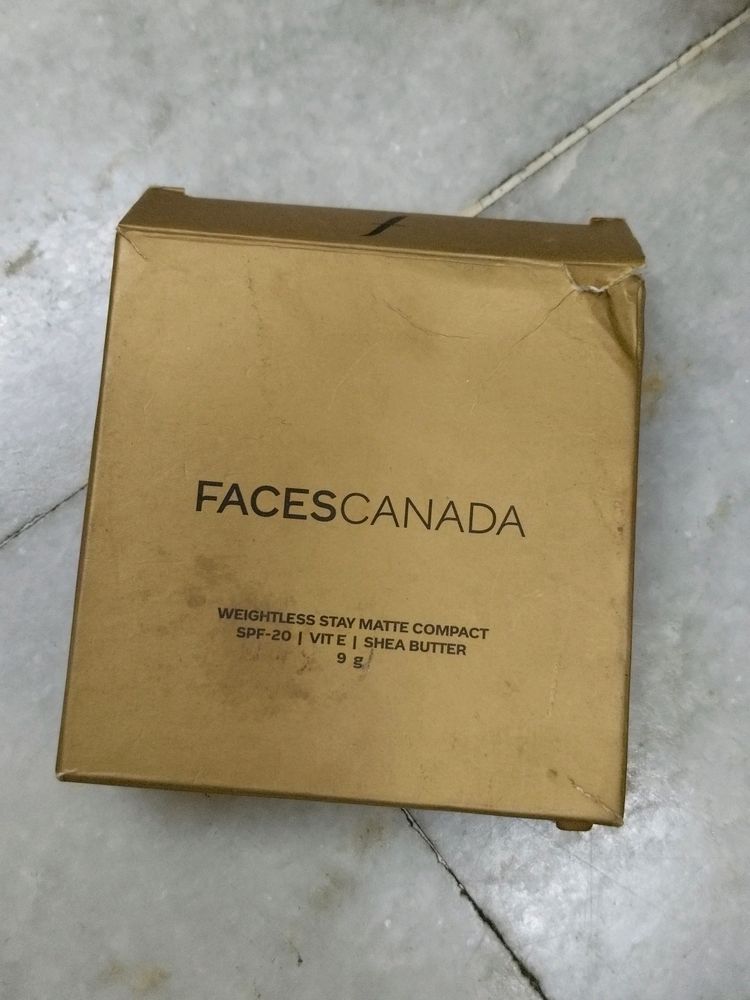 FACESCANADA
WEIGHTLESS STAY MATTE COMPACT
SPF-20 | VIT E | SHEA BUTTER
9 g